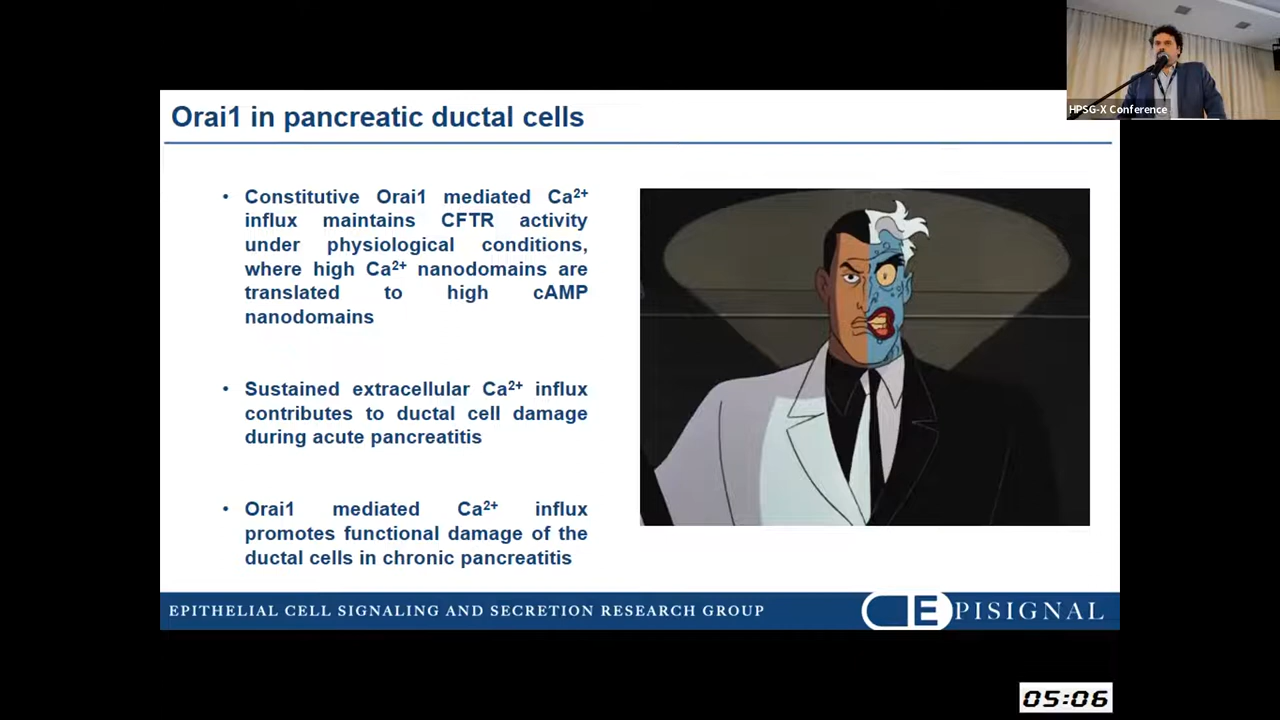 HPSG-X Conference
Orai1 in pancreatic ductal cells
• Constitutive Orai1 mediated Ca²⁺
influx maintains CFTR activity
under physiological conditions,
where high Ca²⁺ nanodomains are
translated to high cAMP
nanodomains
• Sustained extracellular Ca²⁺ influx
contributes to ductal cell damage
during acute pancreatitis
• Orai1 mediated Ca²⁺ influx
promotes functional damage of the
ductal cells in chronic pancreatitis
EPITHELIAL CELL SIGNALING AND SECRETION RESEARCH GROUP
EPISIGNAL
05:06